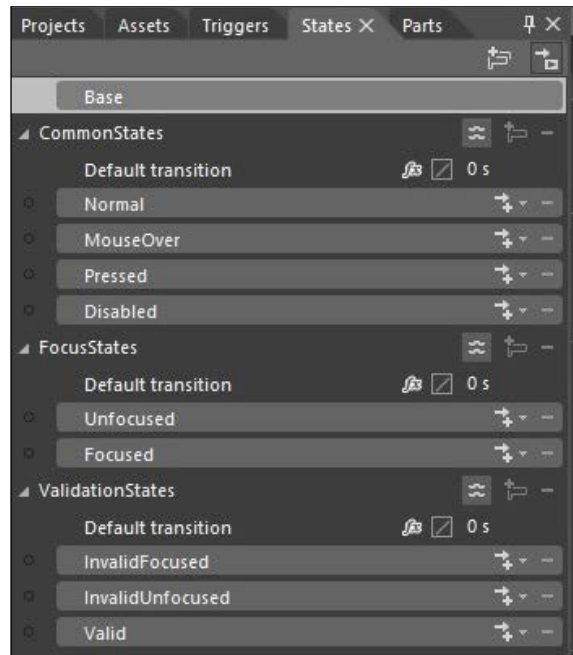 Projects Assets Triggers States Parts
Base
CommonStates
Default transition 0 s
Normal
MouseOver
Pressed
Disabled
FocusStates
Default transition 0 s
Unfocused
Focused
ValidationStates
Default transition 0 s
InvalidFocused
InvalidUnfocused
Valid